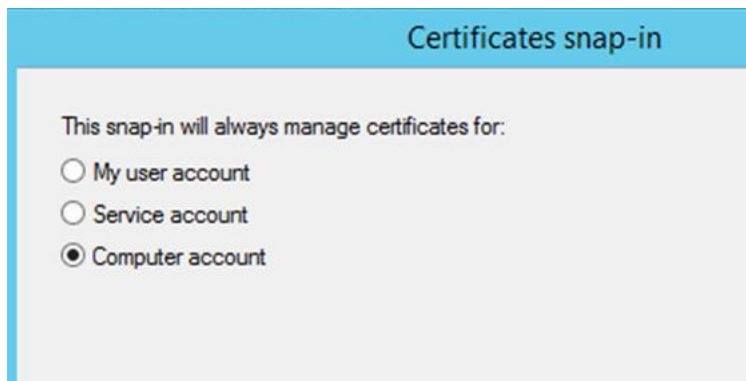 Certificates snap-in
This snap-in will always manage certificates for:
My user account
Service account
Computer account